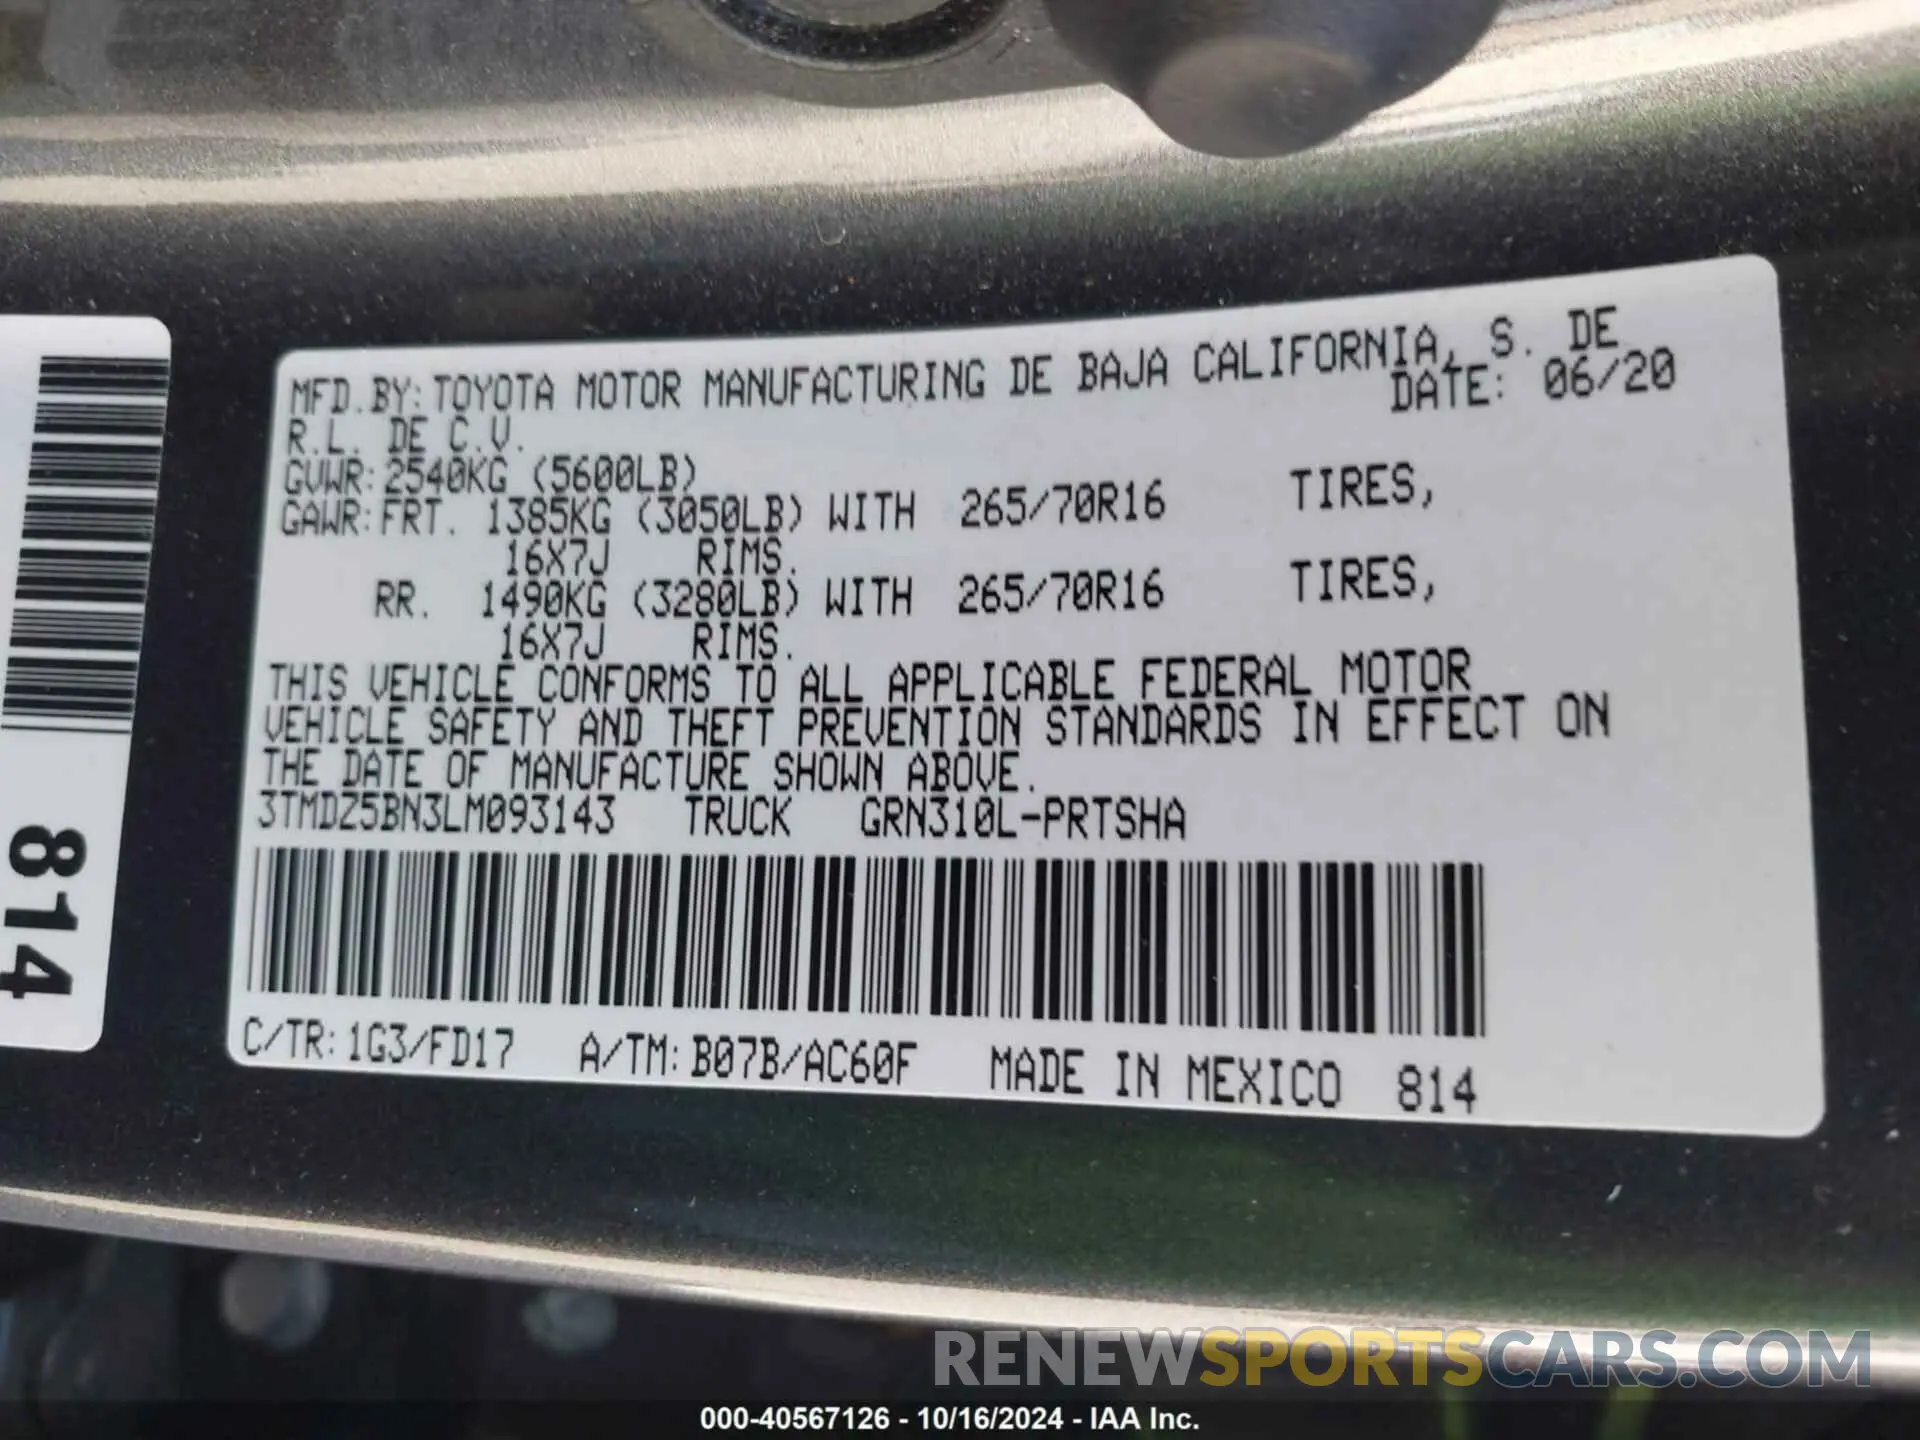 MFD.BY: TOYOTA MOTOR MANUFACTURING DE BAJA CALIFORNIA, S. DE
R.L. DE C.V. DATE: 06/20
GVWR: 2540KG (5600LB)
GAWR: FRT. 1385KG (3050LB) WITH 265/70R16 TIRES,
16X7J RIMS.
RR. 1490KG (3280LB) WITH 265/70R16 TIRES,
16X7J RIMS.
THIS VEHICLE CONFORMS TO ALL APPLICABLE FEDERAL MOTOR
VEHICLE SAFETY AND THEFT PREVENTION STANDARDS IN EFFECT ON
THE DATE OF MANUFACTURE SHOWN ABOVE.
3TMDZ5BN3LM093143 TRUCK GRN310L-PRTSHA
C/TR: 1G3/FD17 A/TM: B07B/AC60F MADE IN MEXICO 814
814
RENEWSPORTSCARS.COM
000-40567126 - 10/16/2024 - IAA Inc.